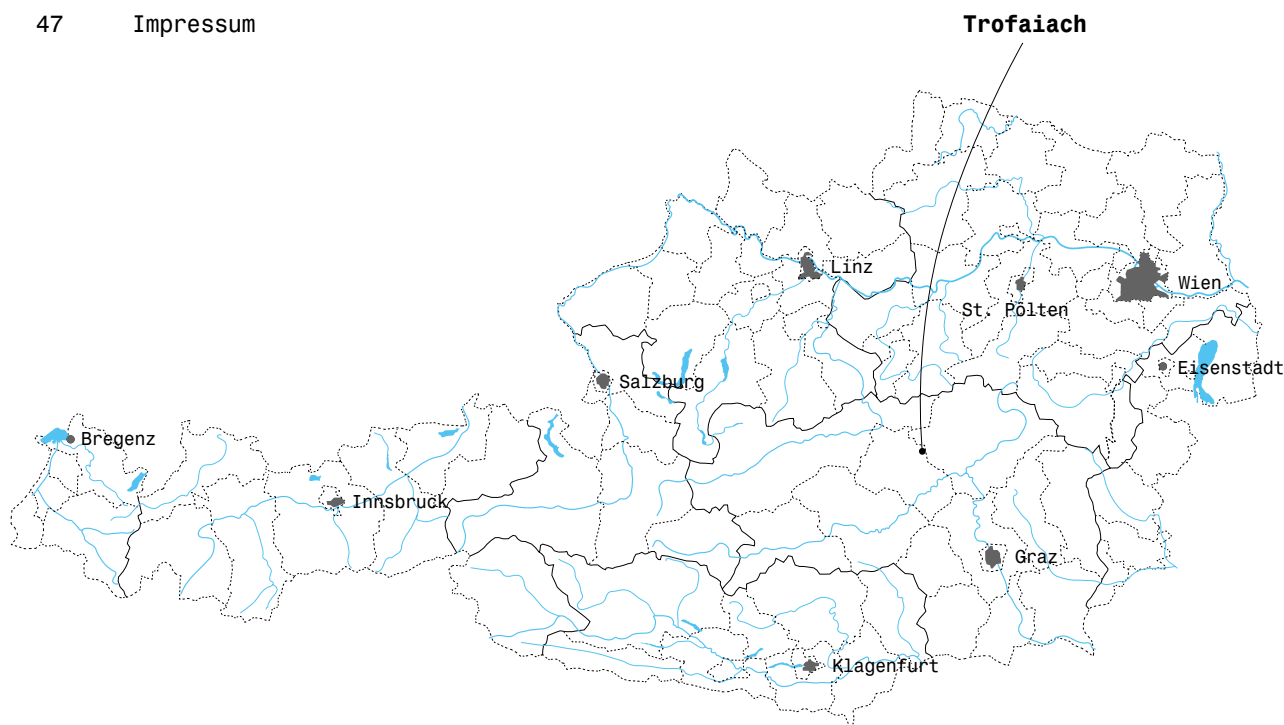 47 Impressum
Trofaiach
Linz
Wien
St. Pölten
Eisenstadt
Salzburg
Bregenz
Innsbruck
Graz
Klagenfurt